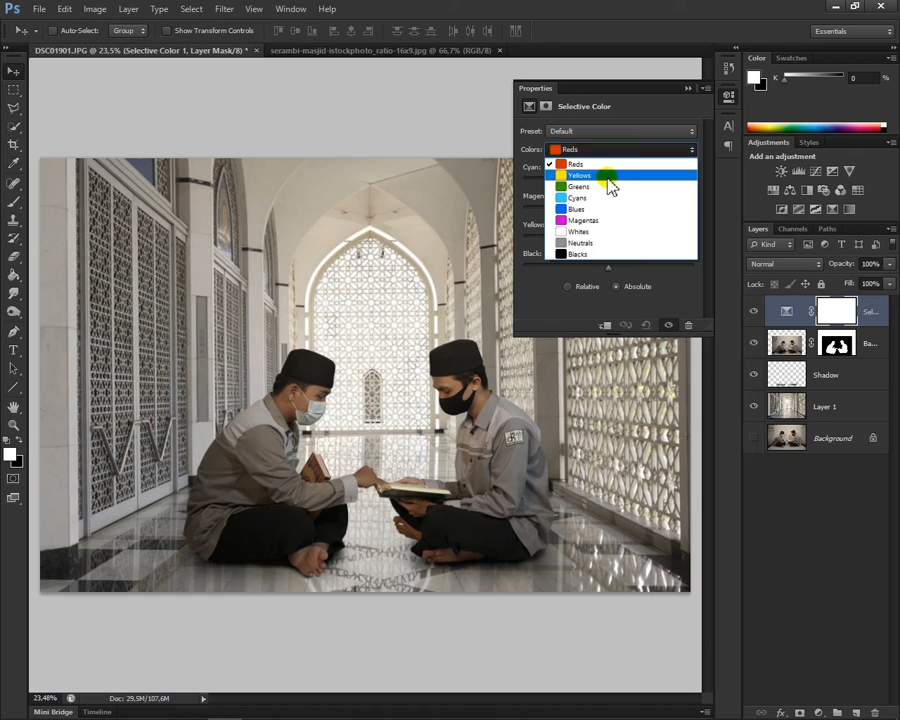 Ps File Edit Image Layer Type Select Filter View Window Help
Auto-Select: Group Show Transform Controls Essentials
DSC01901.JPG @ 23,5% (Selective Color 1, Layer Mask/8) * × serambi-masjid-istockphoto_ratio-16x9.jpg @ 66,7% (RGB/8) ×
Color Swatches
K 0 %
Properties
Selective Color
Preset: Default
Colors: Reds
Cyan:
Reds
Yellows
Greens
Cyans
Blues
Magentas
Whites
Neutrals
Blacks
Magen
Yellow:
Black:
Relative Absolute
Adjustments Styles
Add an adjustment
Layers Channels Paths
Kind
Normal Opacity: 100%
Lock: Fill: 100%
Sel...
Ba...
Shadow
Layer 1
Background
23,48% Doc: 29,5M/107,6M
Mini Bridge Timeline
fx